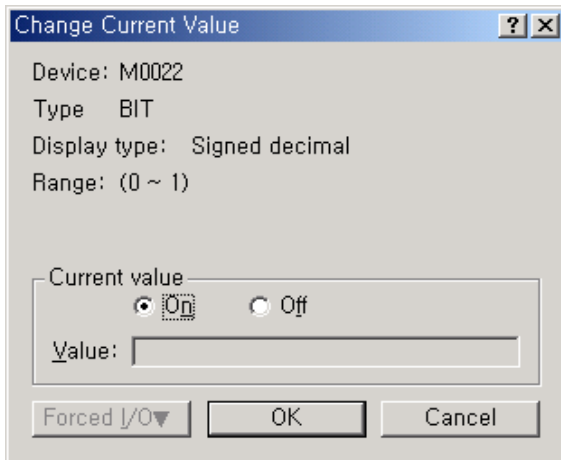 Change Current Value
Device: M0022
Type BIT
Display type: Signed decimal
Range: (0 ~ 1)
Current value
On Off
Value:
Forced I/O▼ OK Cancel